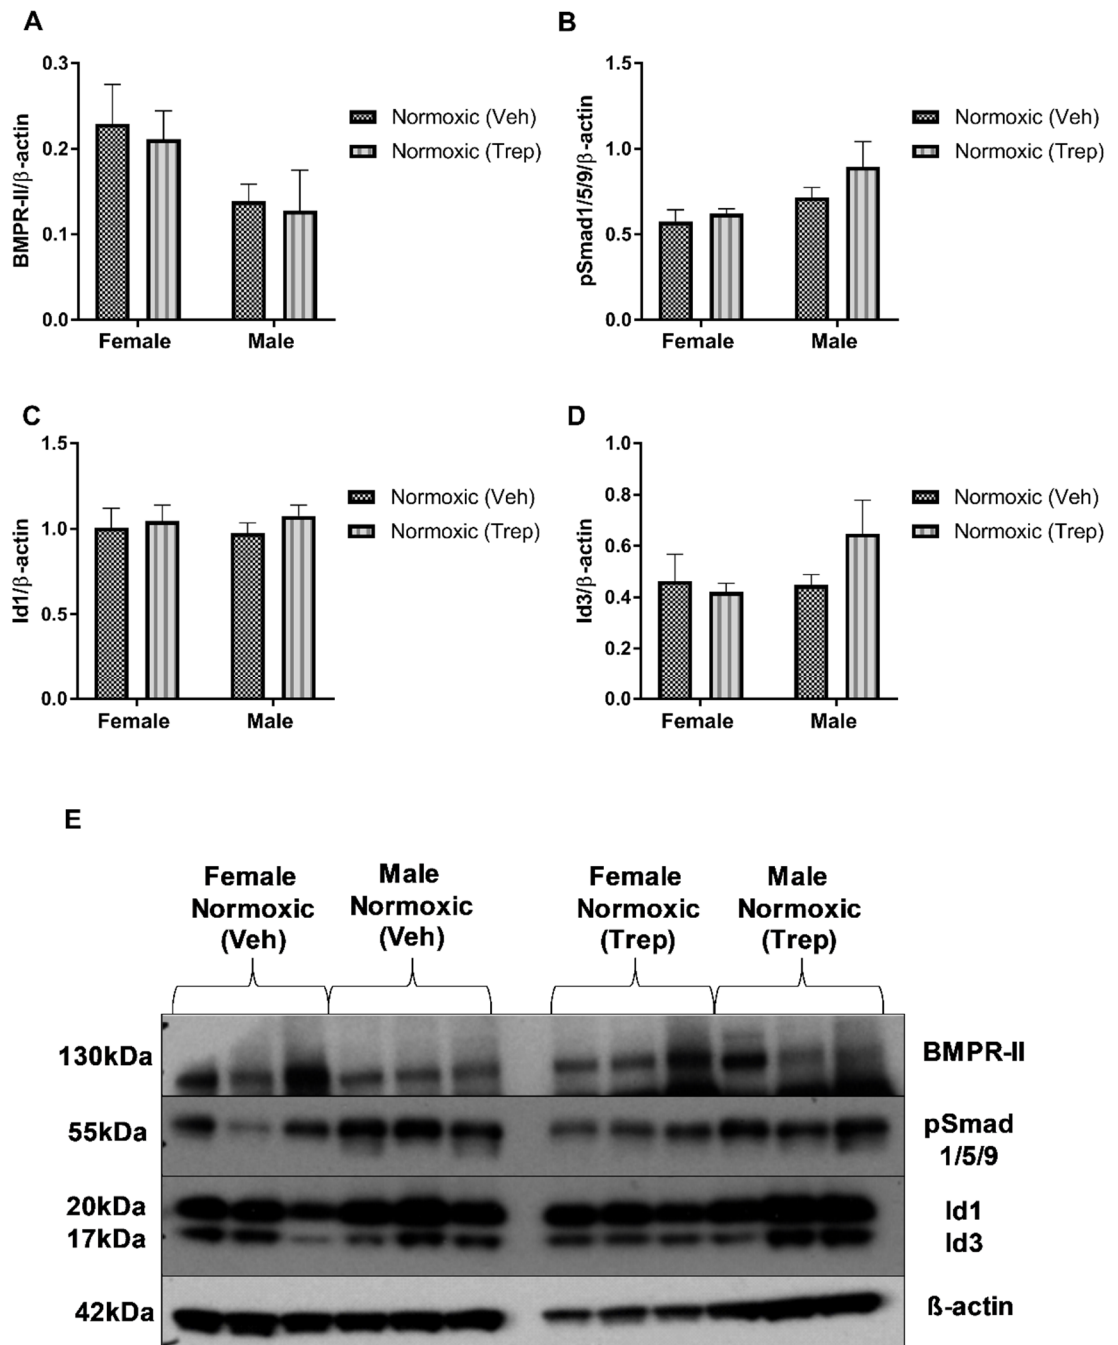 A
BMPR-II/β-actin
0.3
0.2
0.1
0.0
Female
Male
Normoxic (Veh)
Normoxic (Trep)
B
pSmad1/5/9/β-actin
1.5
1.0
0.5
0.0
Female
Male
Normoxic (Veh)
Normoxic (Trep)
C
Id1/β-actin
1.5
1.0
0.5
0.0
Female
Male
Normoxic (Veh)
Normoxic (Trep)
D
Id3/β-actin
1.0
0.8
0.6
0.4
0.2
0.0
Female
Male
Normoxic (Veh)
Normoxic (Trep)
E
Female
Normoxic
(Veh)
Male
Normoxic
(Veh)
Female
Normoxic
(Trep)
Male
Normoxic
(Trep)
130kDa
BMPR-II
55kDa
pSmad
1/5/9
20kDa
Id1
17kDa
Id3
42kDa
ß-actin